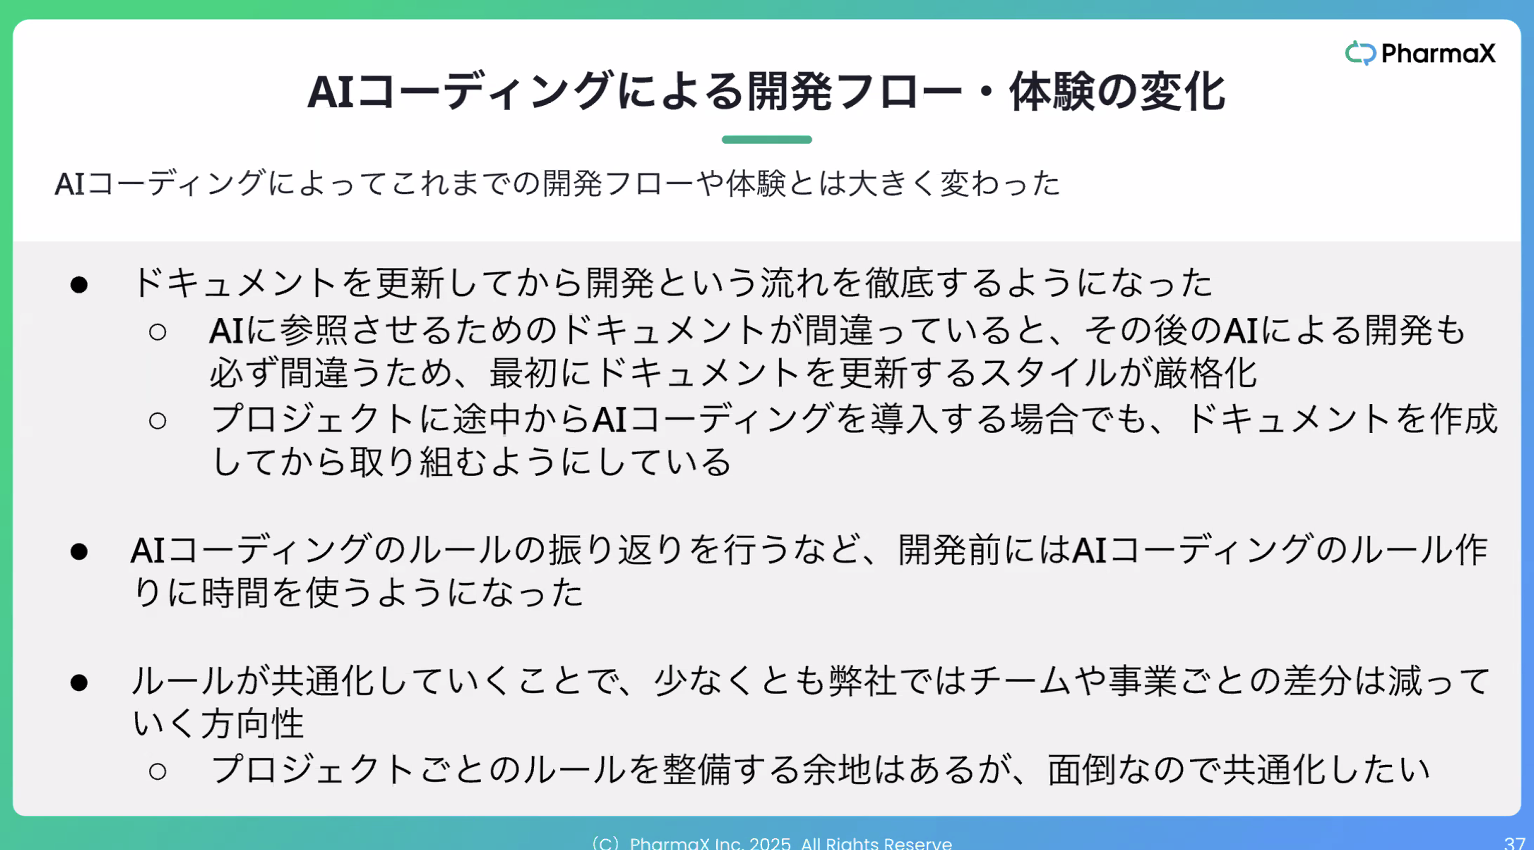 PharmaX
AIコーディングによる開発フロー・体験の変化
AIコーディングによってこれまでの開発フローや体験とは大きく変わった
● ドキュメントを更新してから開発という流れを徹底するようになった
○ AIに参照させるためのドキュメントが間違っていると、その後のAIによる開発も
必ず間違うため、最初にドキュメントを更新するスタイルが厳格化
○ プロジェクトに途中からAIコーディングを導入する場合でも、ドキュメントを作成
してから取り組むようにしている
● AIコーディングのルールの振り返りを行うなど、開発前にはAIコーディングのルール作
りに時間を使うようになった
● ルールが共通化していくことで、少なくとも弊社ではチームや事業ごとの差分は減って
いく方向性
○ プロジェクトごとのルールを整備する余地はあるが、面倒なので共通化したい
（C）PharmaX Inc. 2025 All Rights Reserve
37